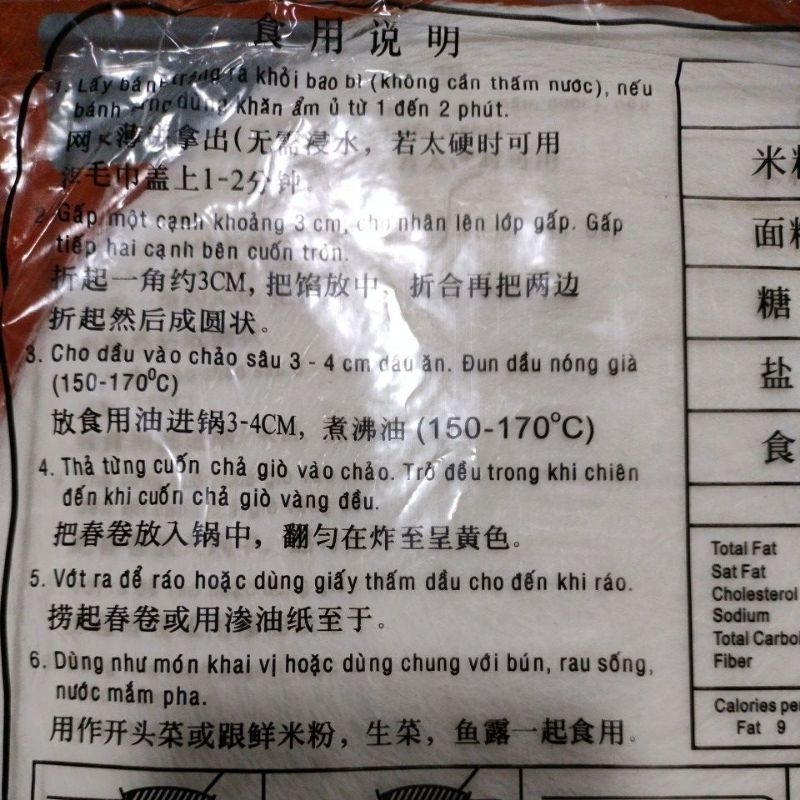 食用说明
1. Lấy bánh tráng ra khỏi bao bì (không cần thấm nước), nếu
bánh dùng khăn ẩm ủ từ 1 đến 2 phút.
网 薄 拿出(无需浸水，若太硬时可用
毛巾盖上1-2分钟。
2 Gấp một cạnh khoảng 3 cm, cho nhân lên lớp gấp. Gấp
tiếp hai cạnh bên cuốn tròn.
折起一角约3CM, 把馅放中，折合再把两边
折起然后成圆状。
3. Cho dầu vào chảo sâu 3 - 4 cm dầu ăn. Đun dầu nóng già
(150-170⁰C)
放食用油进锅3-4CM，煮沸油 (150-170°C)
4. Thả từng cuốn chả giò vào chảo. Trở đều trong khi chiên
đến khi cuốn chả giò vàng đều.
把春卷放入锅中，翻匀在炸至呈黄色。
5. Vớt ra để ráo hoặc dùng giấy thấm dầu cho đến khi ráo.
捞起春卷或用渗油纸至于。
6. Dùng như món khai vị hoặc dùng chung với bún, rau sống,
nước mắm pha.
用作开头菜或跟鲜米粉，生菜，鱼露一起食用。
米
面
糖
盐
食
Total Fat
Sat Fat
Cholesterol
Sodium
Total Carbo
Fiber
Calories per
Fat 9